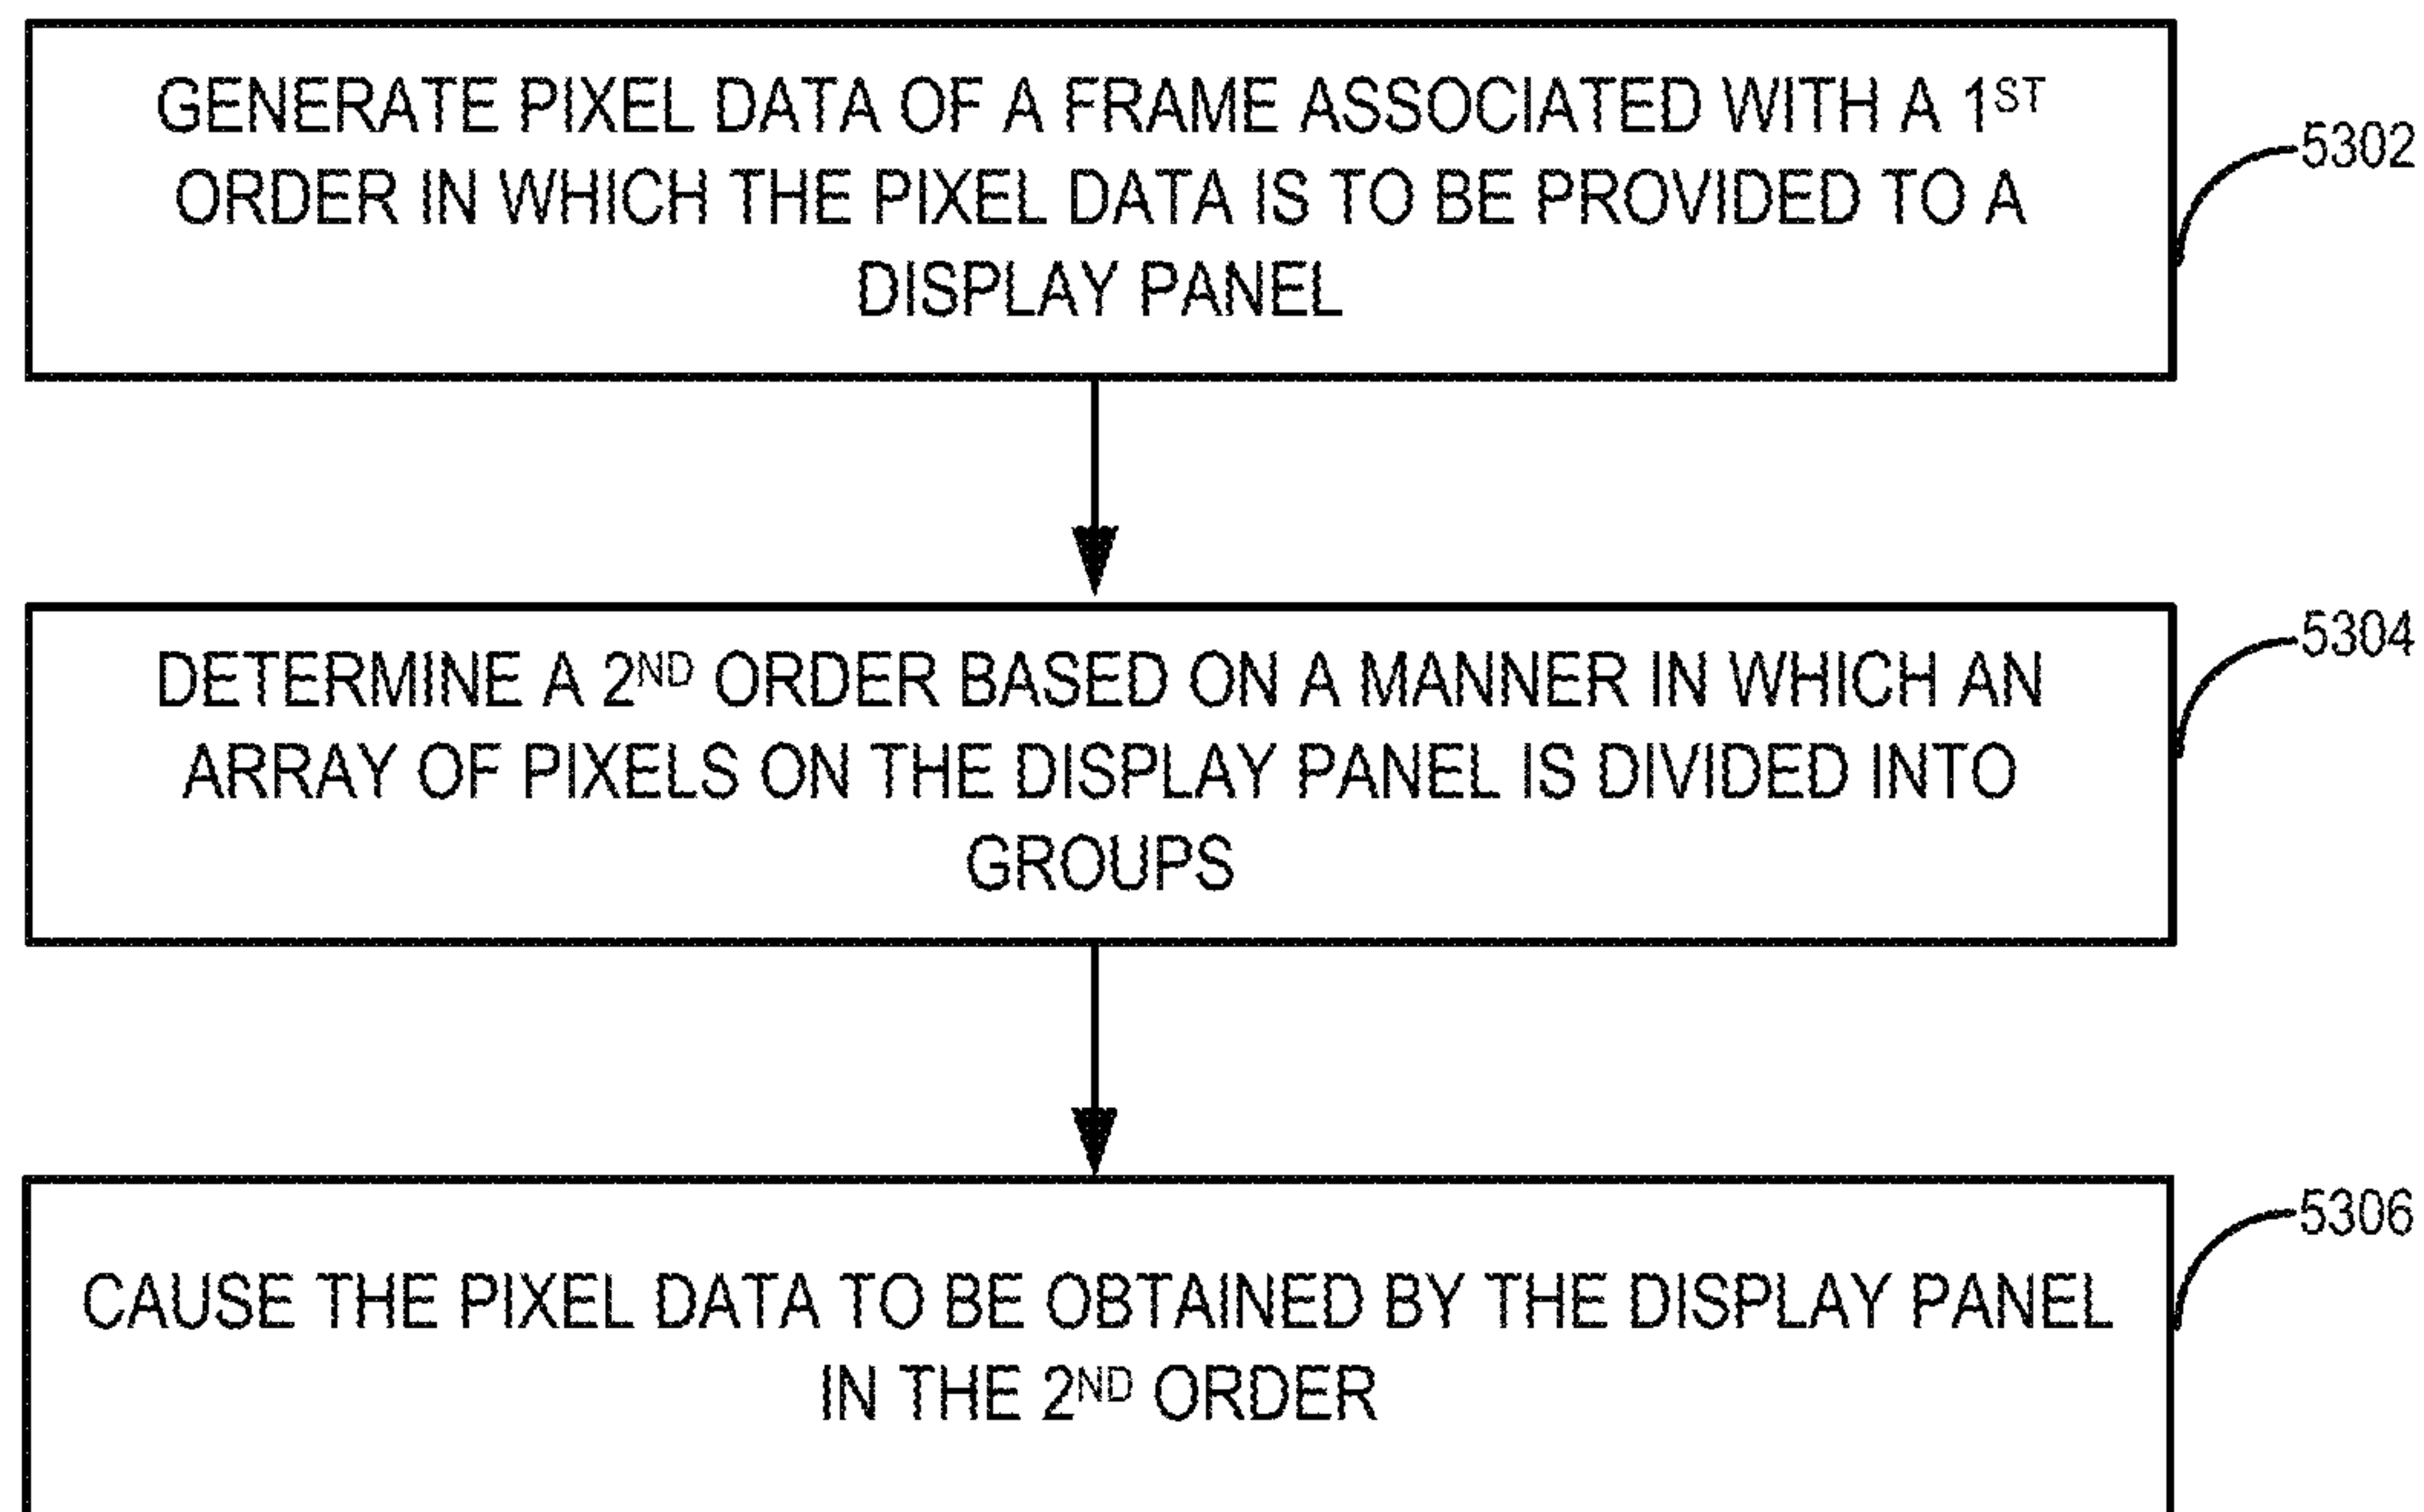 GENERATE PIXEL DATA OF A FRAME ASSOCIATED WITH A 1ST
ORDER IN WHICH THE PIXEL DATA IS TO BE PROVIDED TO A
DISPLAY PANEL
5302
DETERMINE A 2ND ORDER BASED ON A MANNER IN WHICH AN
ARRAY OF PIXELS ON THE DISPLAY PANEL IS DIVIDED INTO
GROUPS
5304
CAUSE THE PIXEL DATA TO BE OBTAINED BY THE DISPLAY PANEL
IN THE 2ND ORDER
5306